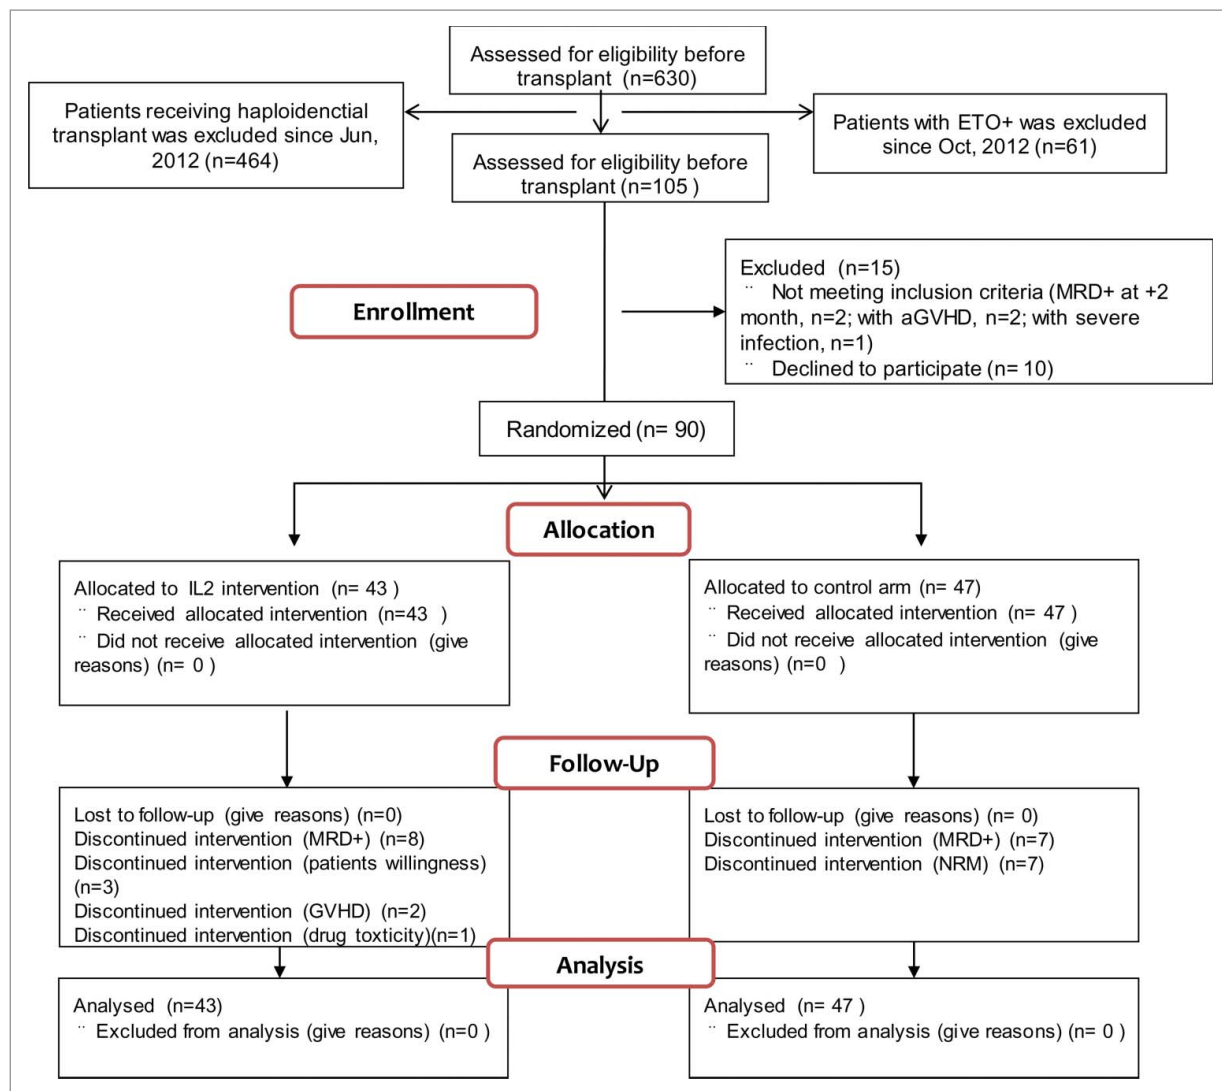 Assessed for eligibility before
transplant (n=630)
Patients receiving haploidenctial
transplant was excluded since Jun,
2012 (n=464)
Patients with ETO+ was excluded
since Oct, 2012 (n=61)
Assessed for eligibility before
transplant (n=105 )
Enrollment
Excluded (n=15)
¨ Not meeting inclusion criteria (MRD+ at +2
month, n=2; with aGVHD, n=2; with severe
infection, n=1)
¨ Declined to participate (n= 10)
Randomized (n= 90)
Allocation
Allocated to IL2 intervention (n= 43 )
¨ Received allocated intervention (n=43 )
¨ Did not receive allocated intervention (give
reasons) (n= 0 )
Allocated to control arm (n= 47)
¨ Received allocated intervention (n= 47 )
¨ Did not receive allocated intervention (give
reasons) (n=0 )
Follow-Up
Lost to follow-up (give reasons) (n=0)
Discontinued intervention (MRD+) (n=8)
Discontinued intervention (patients willingness)
(n=3)
Discontinued intervention (GVHD) (n=2)
Discontinued intervention (drug toxticity)(n=1)
Lost to follow-up (give reasons) (n= 0)
Discontinued intervention (MRD+) (n=7)
Discontinued intervention (NRM) (n=7)
Analysis
Analysed (n=43)
¨ Excluded from analysis (give reasons) (n=0 )
Analysed (n= 47 )
¨ Excluded from analysis (give reasons) (n= 0 )